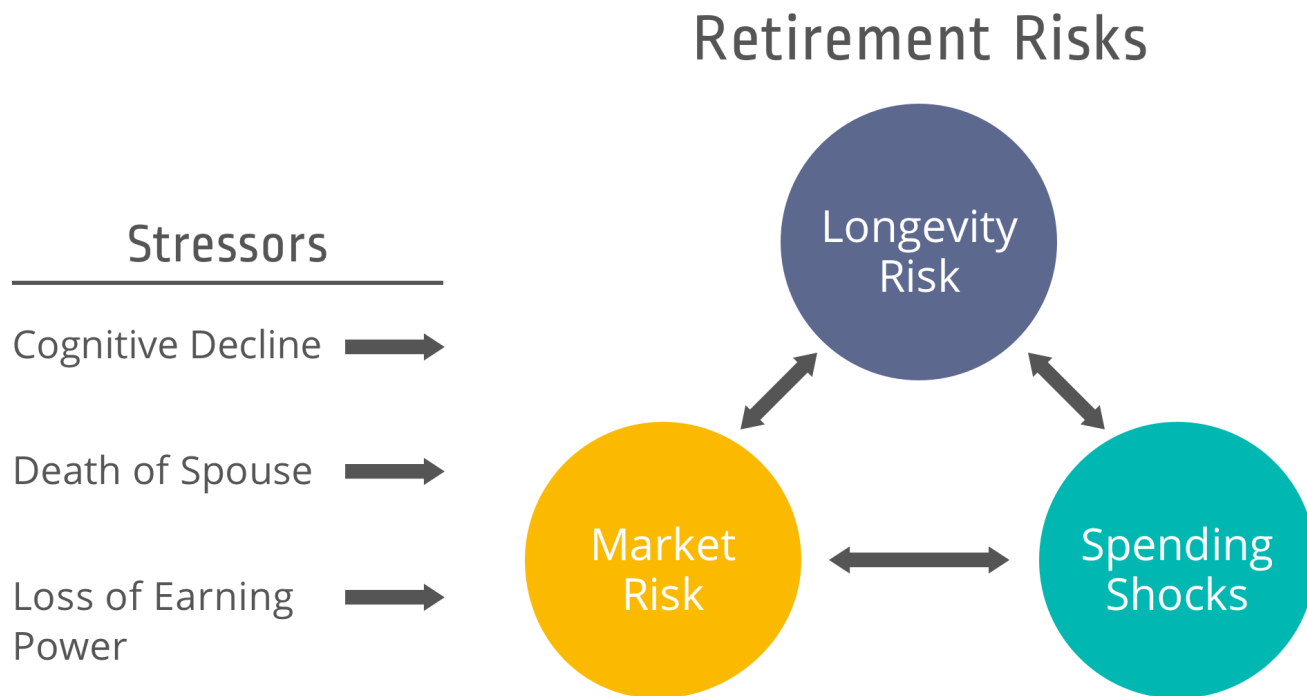 Retirement Risks
Stressors
Cognitive Decline
Death of Spouse
Loss of Earning
Power
Longevity
Risk
Market
Risk
Spending
Shocks